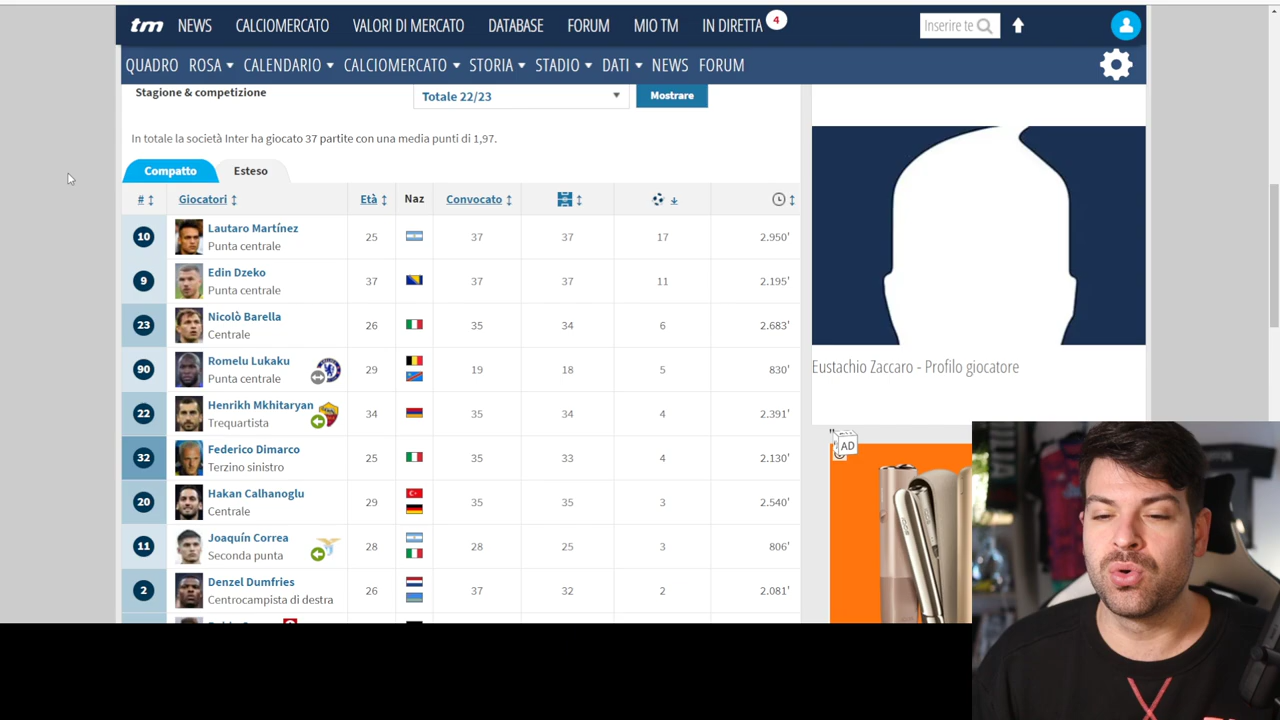 tm NEWS CALCIOMERCATO VALORI DI MERCATO DATABASE FORUM MIO TM IN DIRETTA 4 Inserire te
QUADRO ROSA CALENDARIO CALCIOMERCATO STORIA STADIO DATI NEWS FORUM
Stagione & competizione Totale 22/23 Mostrare
In totale la società Inter ha giocato 37 partite con una media punti di 1,97.
Compatto Esteso
# Giocatori Età Naz Convocato
10 Lautaro Martínez 25 37 37 17 2.950'
Punta centrale
9 Edin Dzeko 37 37 37 11 2.195'
Punta centrale
23 Nicolò Barella 26 35 34 6 2.683'
Centrale
90 Romelu Lukaku 29 19 18 5 830'
Punta centrale
22 Henrikh Mkhitaryan 34 35 34 4 2.391'
Trequartista
32 Federico Dimarco 25 35 33 4 2.130'
Terzino sinistro
20 Hakan Calhanoglu 29 35 35 3 2.540'
Centrale
11 Joaquín Correa 28 28 25 3 806'
Seconda punta
2 Denzel Dumfries 26 37 32 2 2.081'
Centrocampista di destra
Eustachio Zaccaro - Profilo giocatore
AD